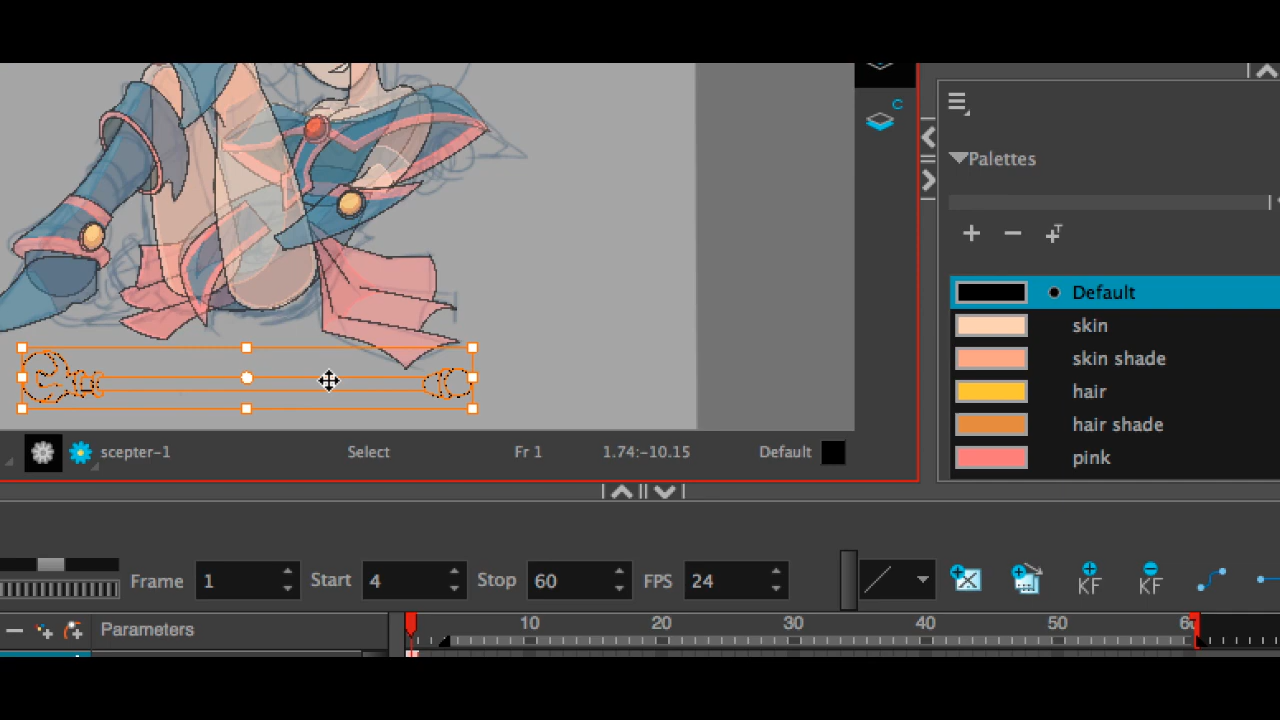 C
Palettes
Default
skin
skin shade
hair
hair shade
pink
scepter-1 Select Fr 1 1.74:-10.15 Default
Frame 1 Start 4 Stop 60 FPS 24 KF KF
Parameters 10 20 30 40 50